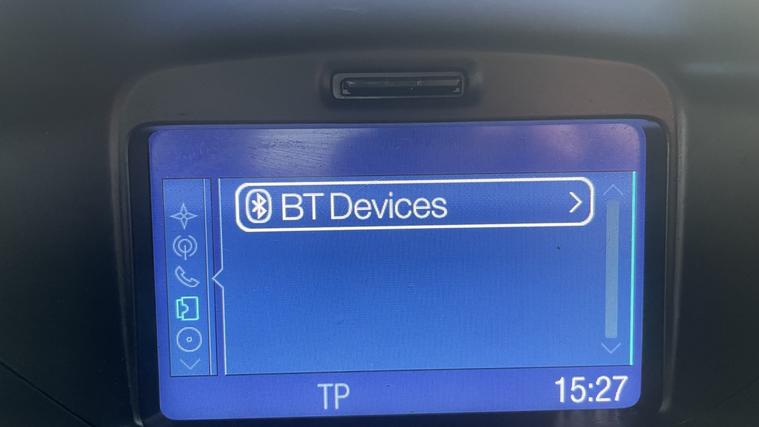 BT Devices
TP
15:27